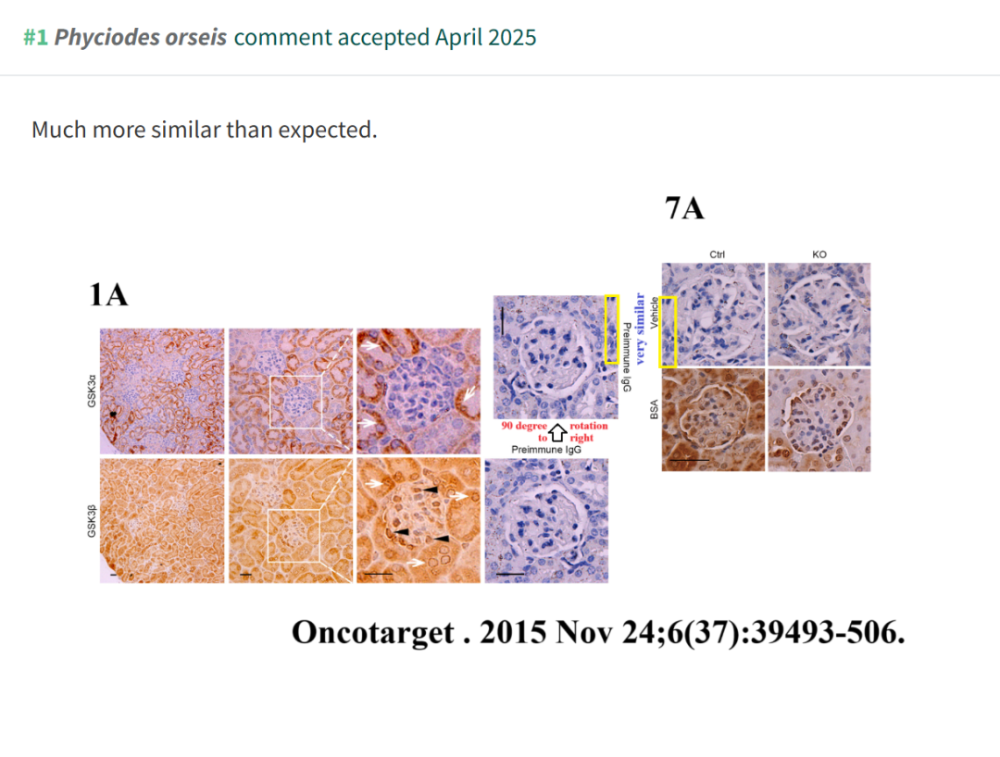 #1 Phyciodes orseis comment accepted April 2025
Much more similar than expected.
7A
Ctrl
KO
1A
GSK3α
Preimmune IgG
very similar
Vehicle
BSA
90 degree rotation
to right
Preimmune IgG
GSK3β
Oncotarget . 2015 Nov 24;6(37):39493-506.